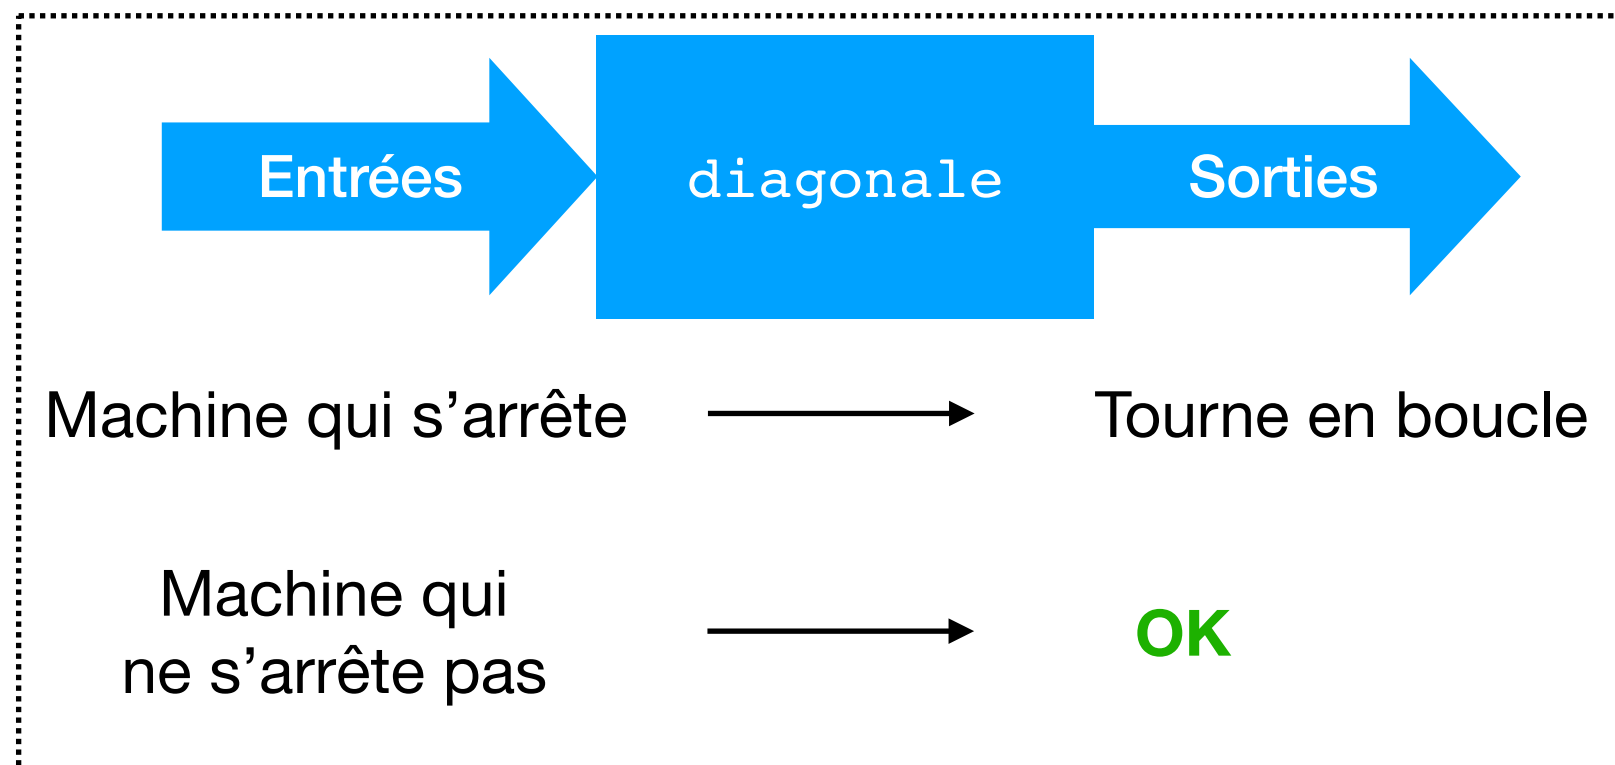 Entrées
diagonale
Sorties
Machine qui s’arrête
Tourne en boucle
Machine qui
ne s’arrête pas
OK